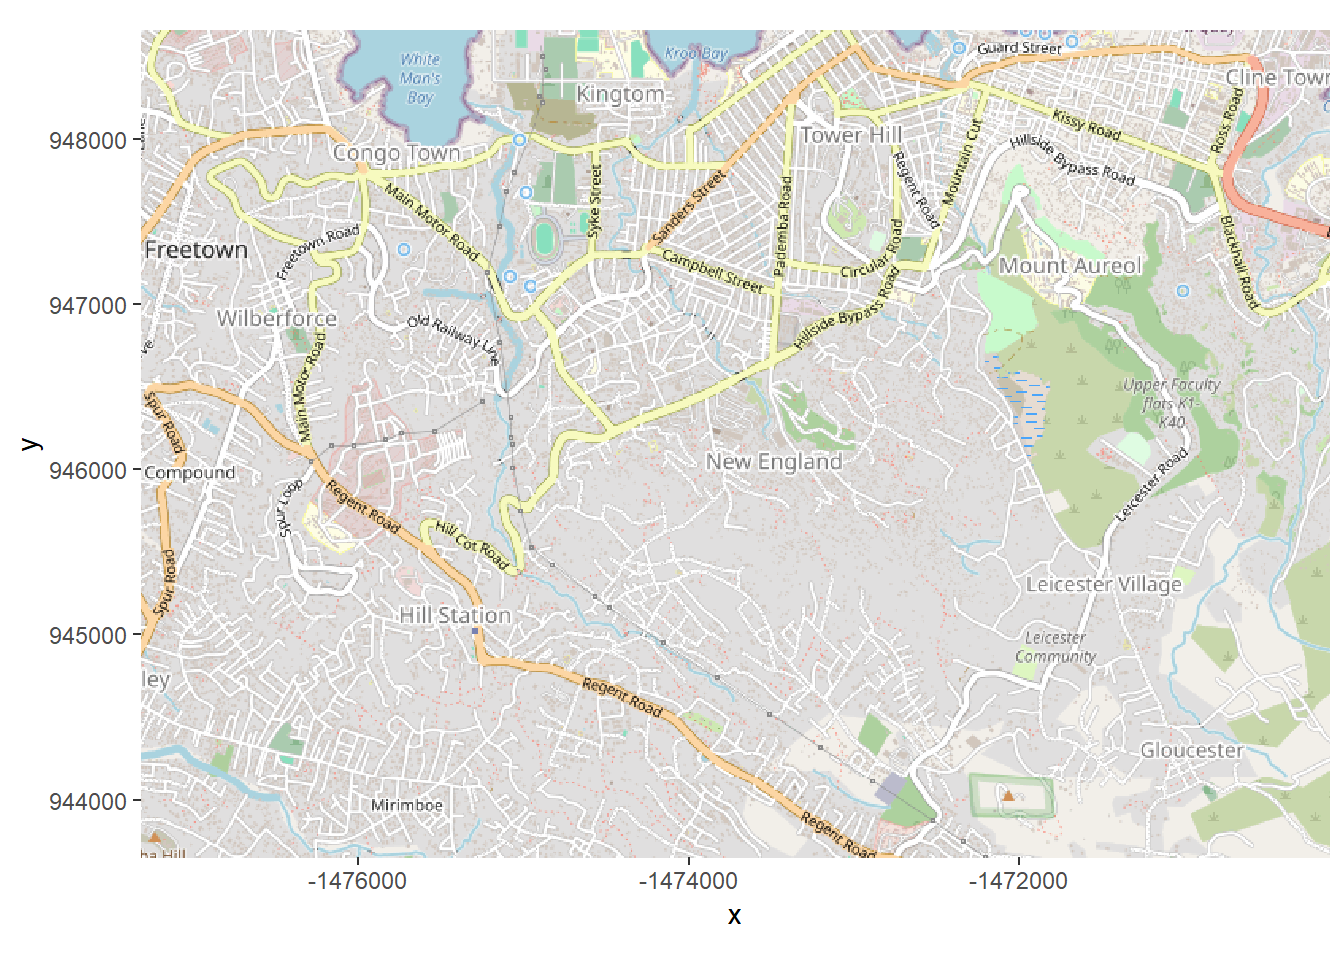 Guard Street
White
Man's
Bay
Kroo Bay
Cline Town
Kingtom
Kissy Road
Ross Road
948000
Tower Hill
Mountain Cut
Hillside Bypass Road
Congo Town
Regent Road
Main Motor Road
Syke Street
Sanders Street
Pademba Road
Freetown Road
Freetown
Circular Road
Campbell Street
Mount Aureol
Blackhall Road
947000
Wilberforce
Old Railway Line
Hillside Bypass Road
y
Main Motor Road
Upper Faculty
flats K1-
K40
Spur Road
946000
Compound
New England
Leicester Road
Spur Loop
Regent Road
Hill Cot Road
Spur Road
Leicester Village
Hill Station
945000
Leicester
Community
ley
Regent Road
Gloucester
944000
Mirimboe
Regent Road
ba Hill
-1476000
-1474000
-1472000
x